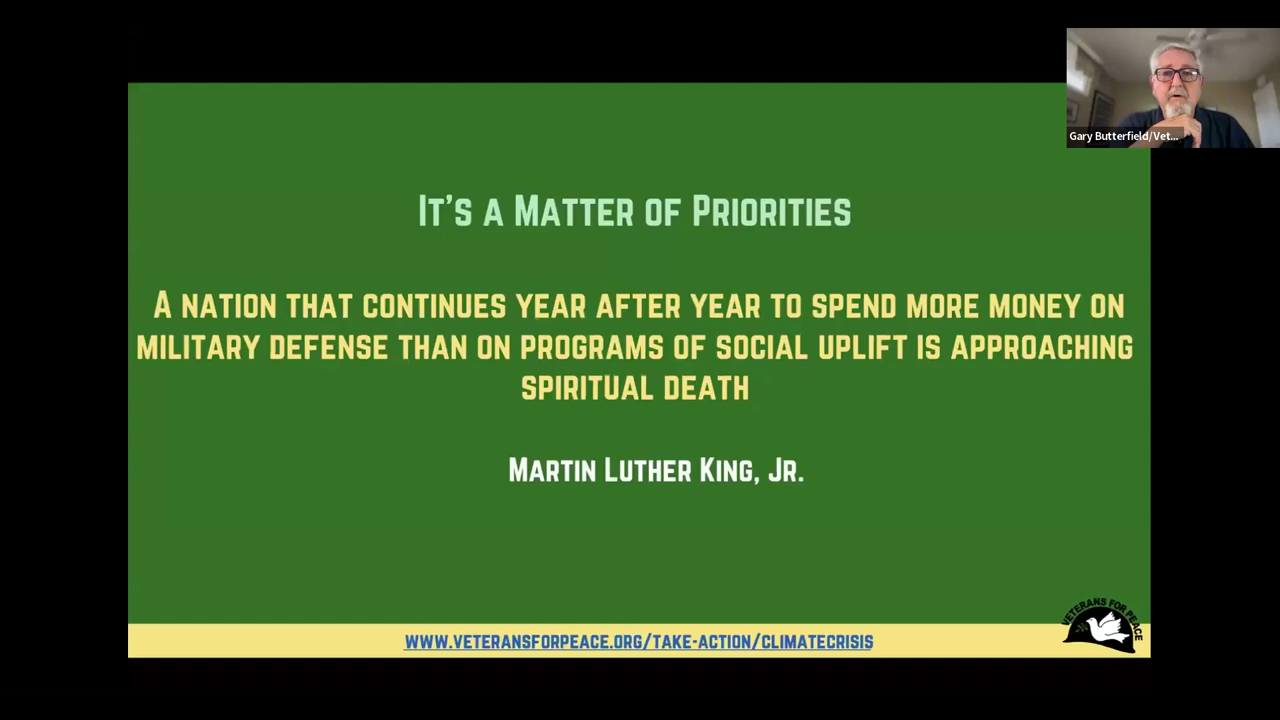 Gary Butterfield/Vet...
It's a Matter of Priorities
A nation that continues year after year to spend more money on
military defense than on programs of social uplift is approaching
spiritual death
Martin Luther King, Jr.
VETERANS FOR PEACE
www.veteransforpeace.org/take-action/climatecrisis